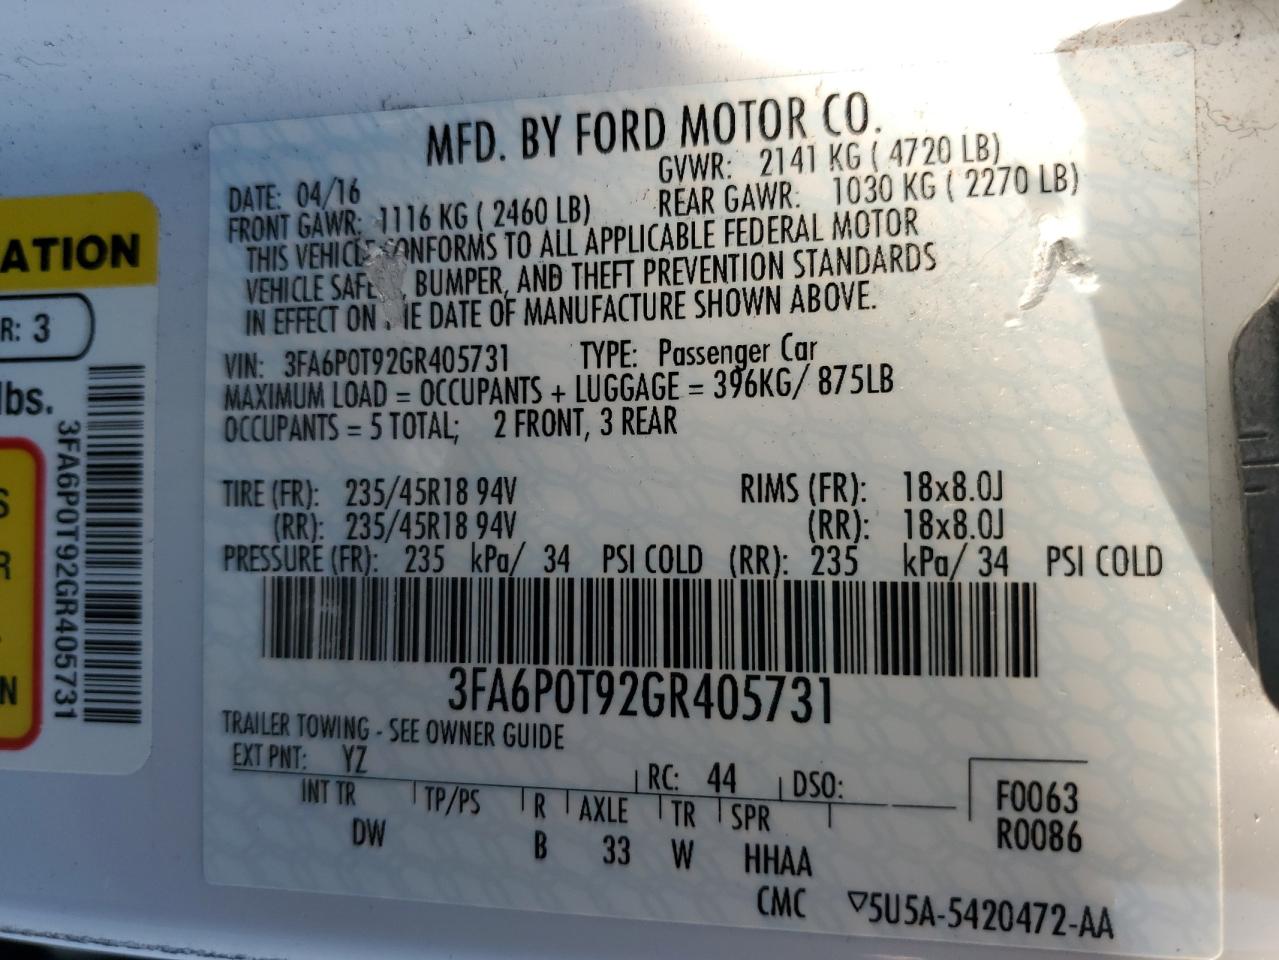 MFD. BY FORD MOTOR CO.
DATE: 04/16 GVWR: 2141 KG ( 4720 LB)
FRONT GAWR: 1116 KG ( 2460 LB) REAR GAWR: 1030 KG ( 2270 LB)
THIS VEHICLE CONFORMS TO ALL APPLICABLE FEDERAL MOTOR
VEHICLE BUMPER, AND THEFT PREVENTION STANDARDS
IN EFFECT ON DATE OF MANUFACTURE SHOWN ABOVE.
VIN: 3FA6P0T92GR405731 TYPE: Passenger Car
MAXIMUM LOAD = OCCUPANTS + LUGGAGE = 396KG/ 875LB
OCCUPANTS = 5 TOTAL; 2 FRONT, 3 REAR
TIRE (FR): 235/45R18 94V RIMS (FR): 18x8.0J
(RR): 235/45R18 94V (RR): 18x8.0J
PRESSURE (FR): 235 kPa/ 34 PSI COLD (RR): 235 kPa/ 34 PSI COLD
3FA6P0T92GR405731
TRAILER TOWING - SEE OWNER GUIDE
EXT PNT: YZ RC: 44 DSO:
INT TR TP/PS R AXLE TR SPR
DW B 33 W HHAA
F0063
R0086
CMC ▽5U5A-5420472-AA
ATION
R: 3
lbs.
3FA6P0T92GR405731
S
R
N